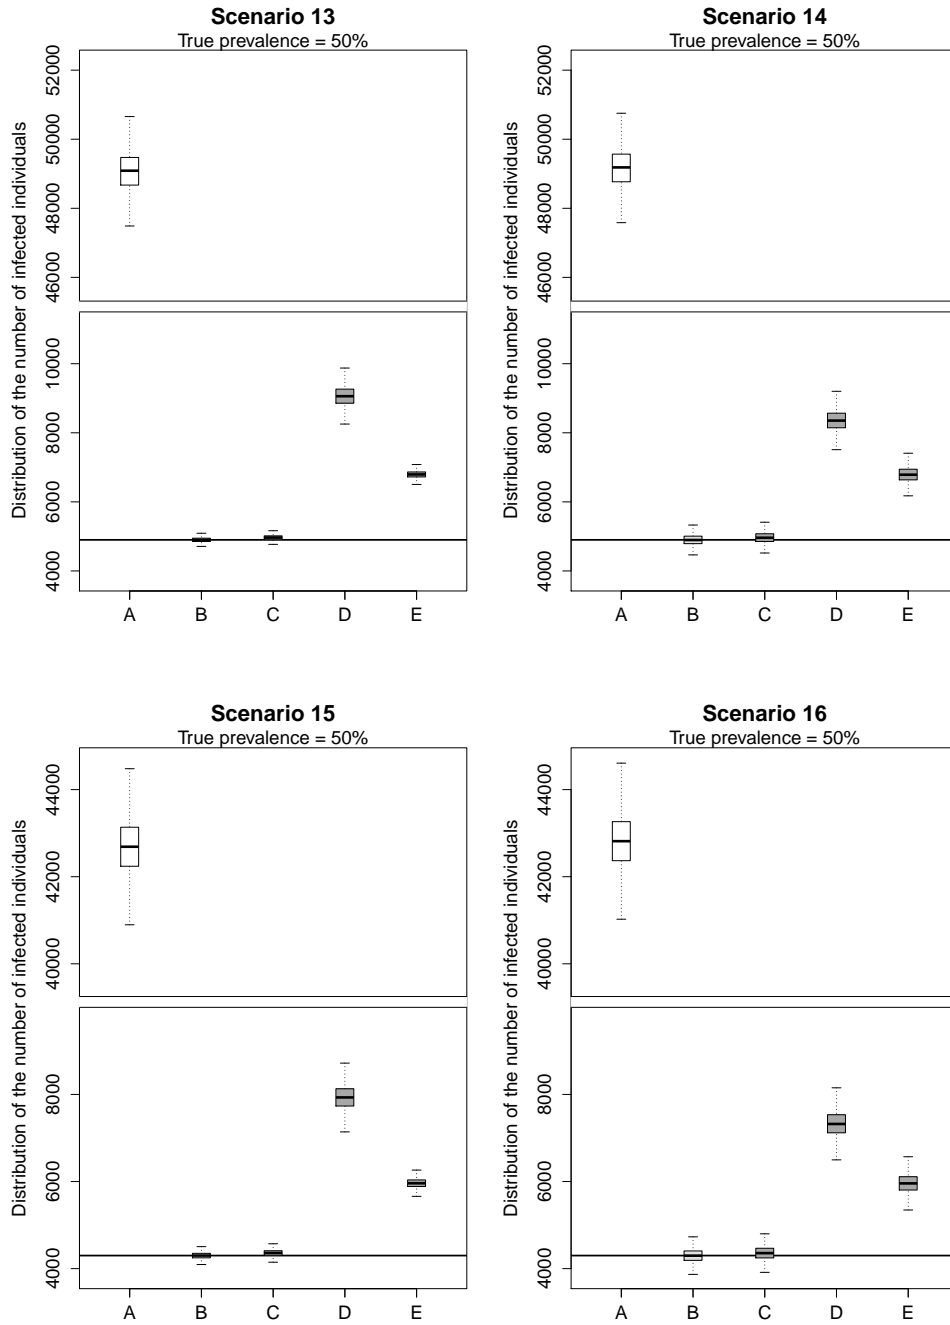 Scenario 13
True prevalence = 50%
Distribution of the number of infected individuals
52000
50000
48000
46000
10000
8000
6000
4000
A B C D E
Scenario 14
True prevalence = 50%
Distribution of the number of infected individuals
52000
50000
48000
46000
10000
8000
6000
4000
A B C D E
Scenario 15
True prevalence = 50%
Distribution of the number of infected individuals
44000
42000
40000
8000
6000
4000
A B C D E
Scenario 16
True prevalence = 50%
Distribution of the number of infected individuals
44000
42000
40000
8000
6000
4000
A B C D E